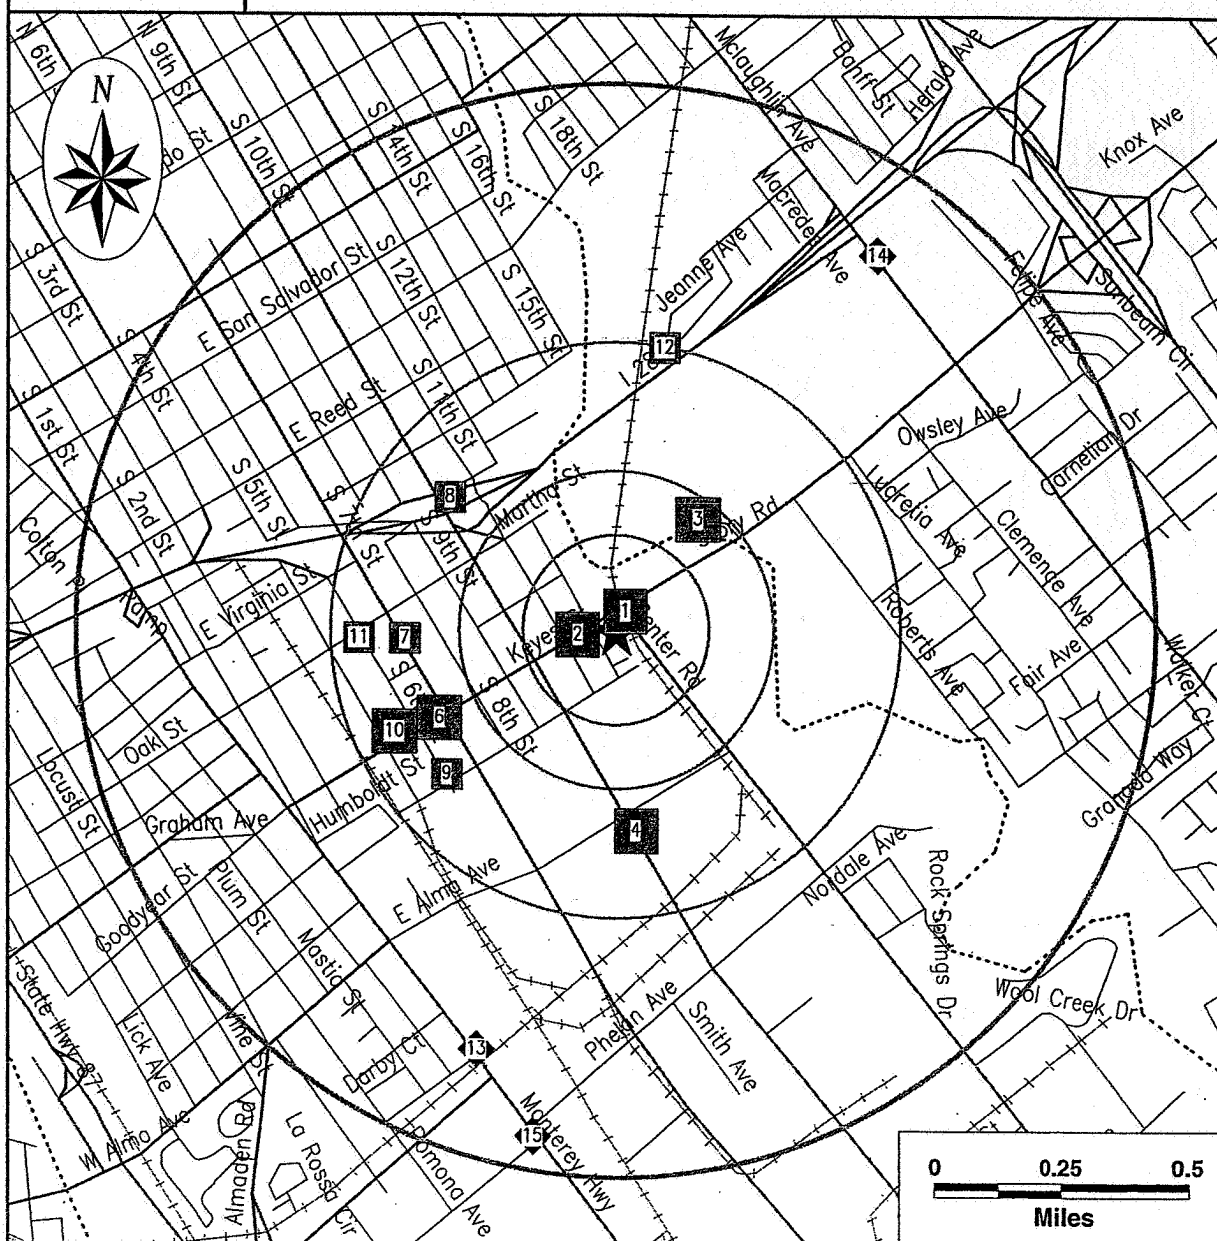 N 6th
N 9th St
Mclaughlin Ave
Banff St
Herald Ave
N
S 10th St
S 14th St
S 16th St
S 18th St
Knox Ave
do St
Macreden Ave
S 3rd St
E San Salvador St
S 12th St
S 15th St
Jeanne Ave
14
Felipe Ave
Sunbeam Cir
S
4th St
12
I 28
S 1st St
E Reed St
S 11th St
Owsley Ave
Carnelian Dr
S 2nd St
S 5th St
S 7th St
8
Martha St
3
Lucretia Ave
Clemence Ave
Colton P
S 9th St
Ramp
E Virginia St
1
11
7
Keyes
2
enter Rd
Roberts Ave
Fair Ave
Walker Ct
S 6th
6
S 8th St
10
Oak St
9
Locust St
Humboldt St
Granada Way
Graham Ave
4
Plum St
E Alma Ave
Nordale Ave
Rock Springs Dr
Goodyear St
Mastic St
State Hwy 87
Lick Ave
Vine St
Wool Creek Dr
Phelan Ave
Smith Ave
Darby Ct
13
Monterey Hwy
15
W Alma Ave
Almaden Rd
La Rossa Cir
Pomona Ave
St
0 0.25 0.5
Miles